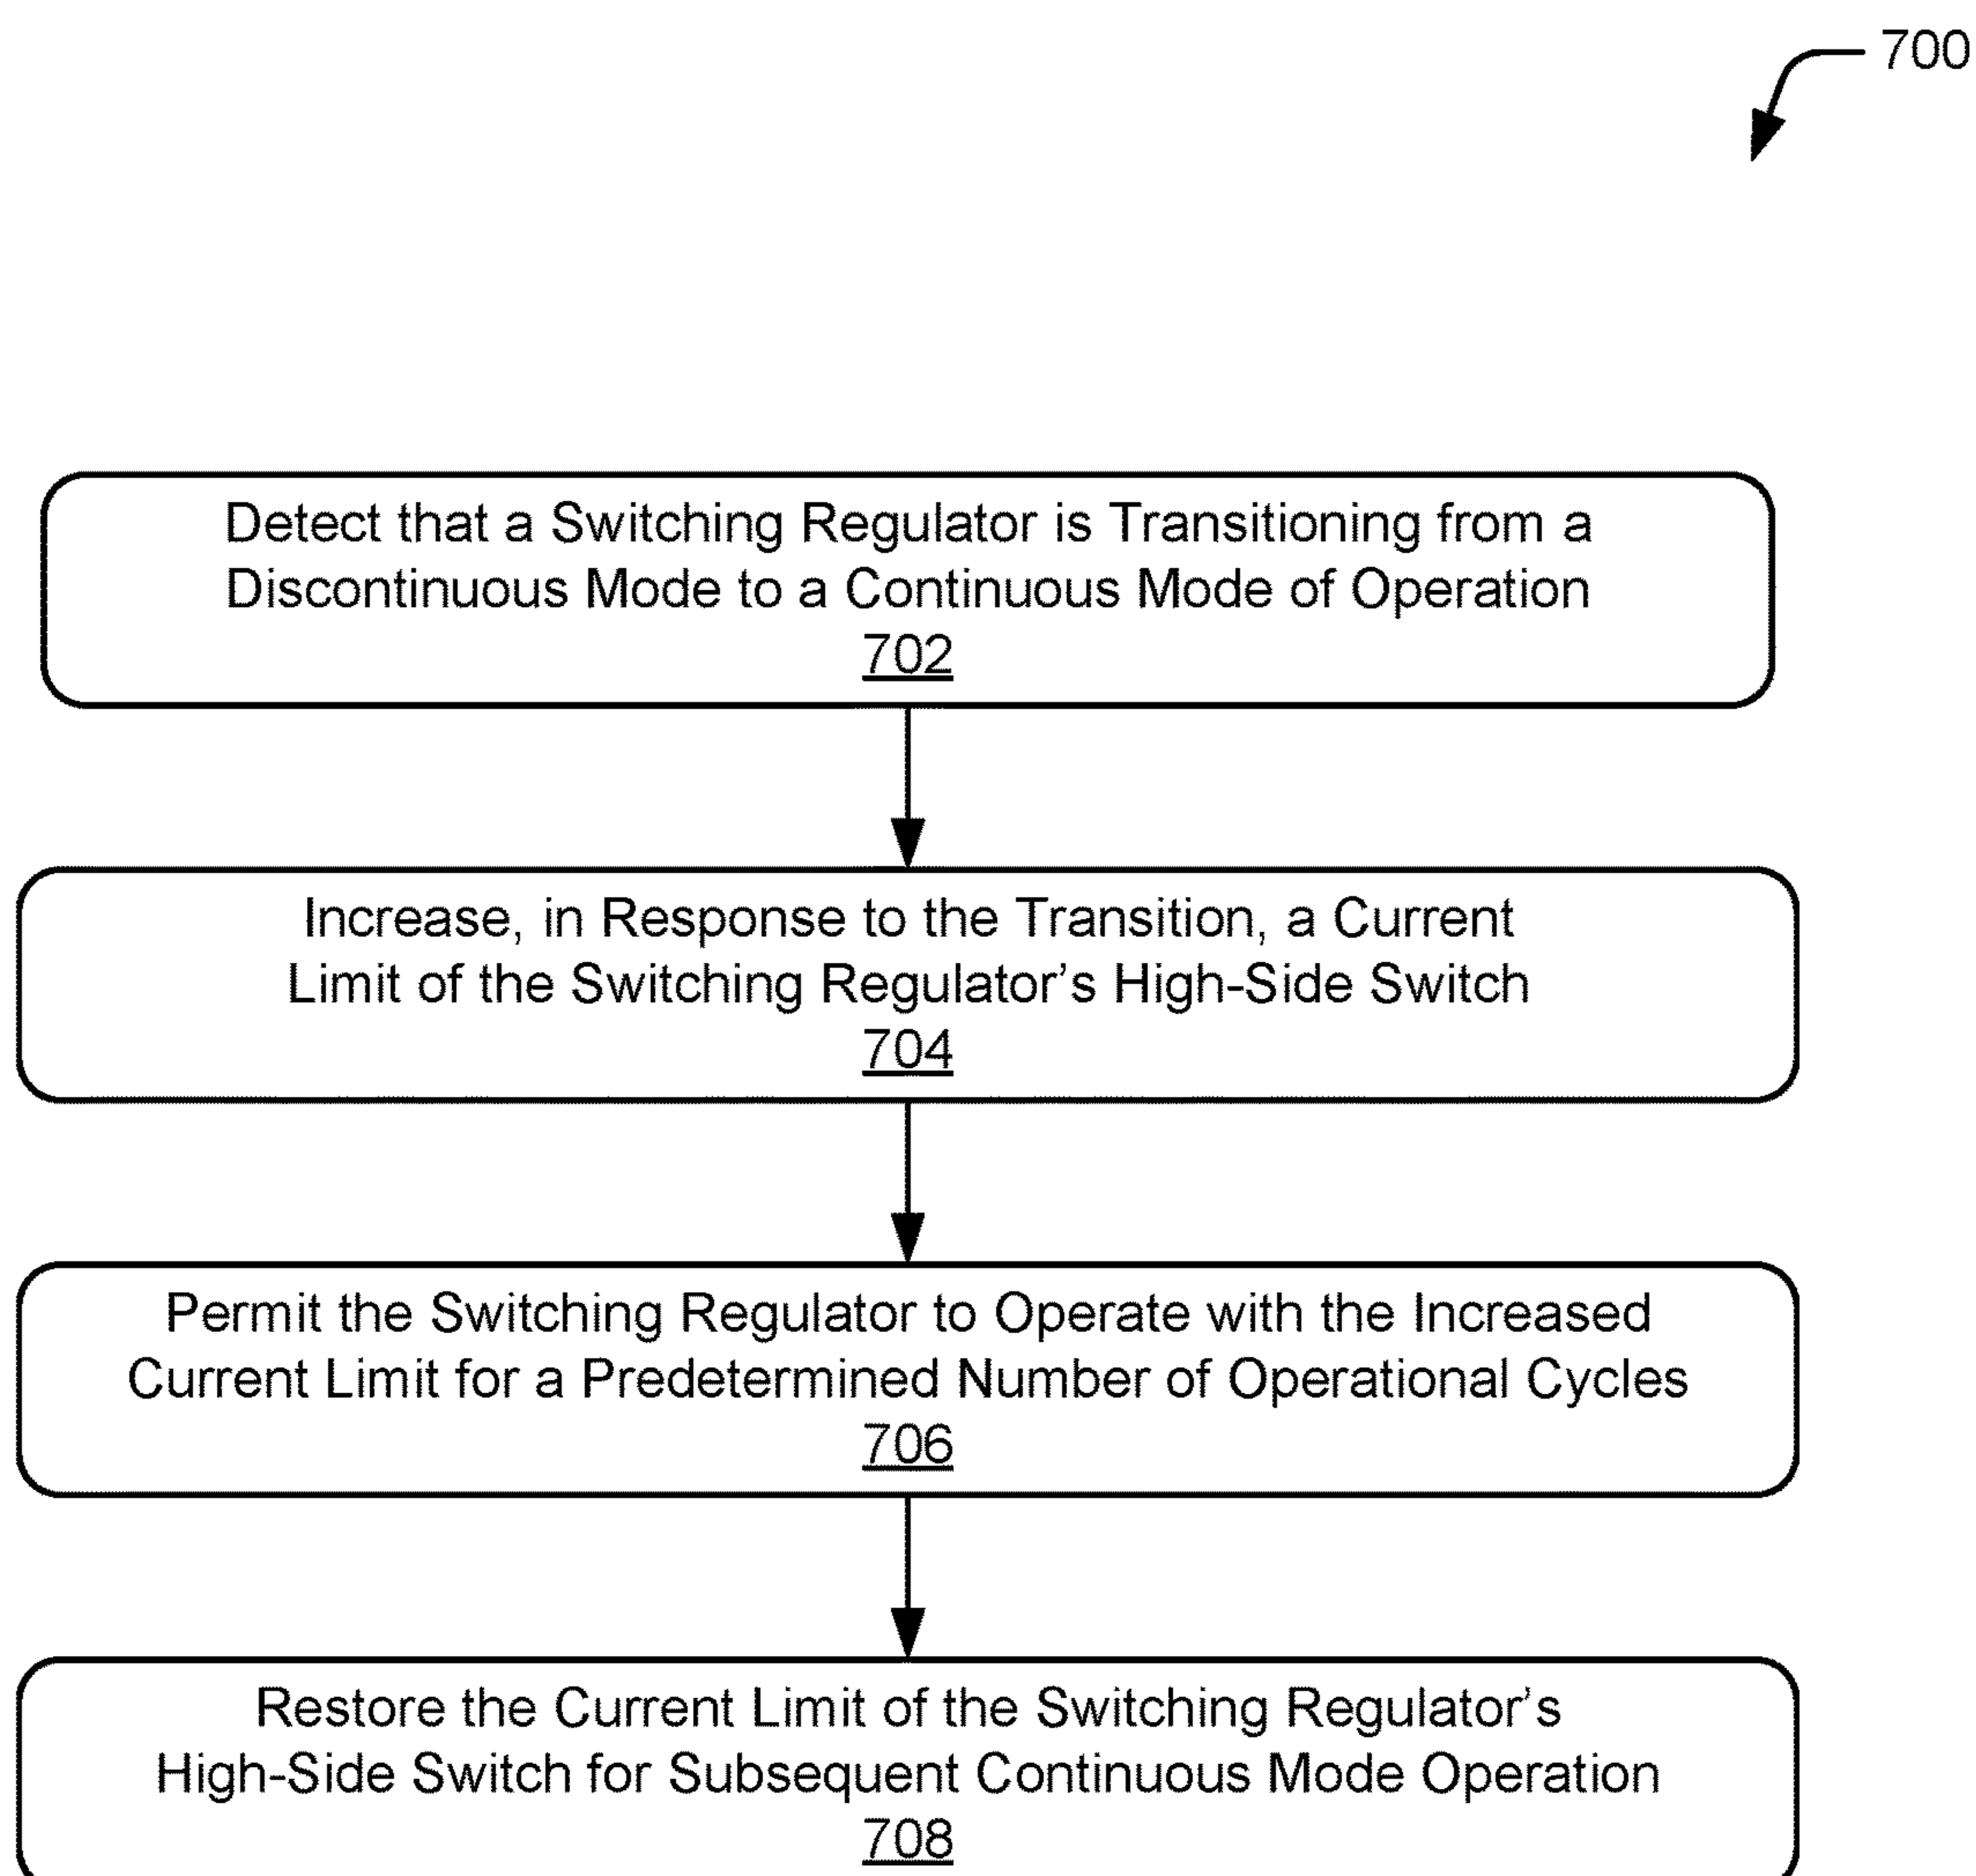 700
Detect that a Switching Regulator is Transitioning from a
Discontinuous Mode to a Continuous Mode of Operation
702
Increase, in Response to the Transition, a Current
Limit of the Switching Regulator's High-Side Switch
704
Permit the Switching Regulator to Operate with the Increased
Current Limit for a Predetermined Number of Operational Cycles
706
Restore the Current Limit of the Switching Regulator's
High-Side Switch for Subsequent Continuous Mode Operation
708